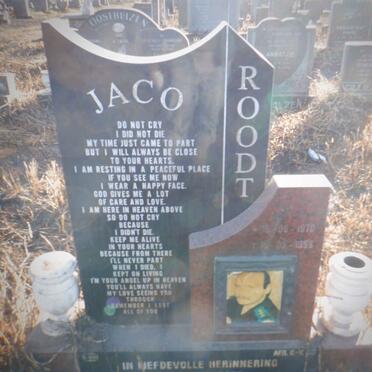 OOSTHUIZEN
JACO
ROODT
DO NOT CRY
I DID NOT DIE
MY TIME JUST CAME TO PART
BUT I WILL ALWAYS BE CLOSE
TO YOUR HEARTS.
I AM RESTING IN A PEACEFUL PLACE
IF YOU SEE ME NOW
I WEAR A HAPPY FACE.
GOD GIVES ME A LOT
OF CARE AND LOVE.
I AM HERE IN HEAVEN ABOVE
SO DO NOT CRY
BECAUSE
I DIDN'T DIE.
KEEP ME ALIVE
IN YOUR HEARTS
BECAUSE FROM THERE
I'LL NEVER PART
WHEN I DIED, I
KEPT ON LIVING
I'M YOUR ANGEL UP IN HEAVEN
YOU'LL ALWAYS HAVE
MY LOVE SEEING YOU
THROUGH
REMEMBER I LOVE
ALL OF YOU
IN LIEFDEVOLLE HERINNERING